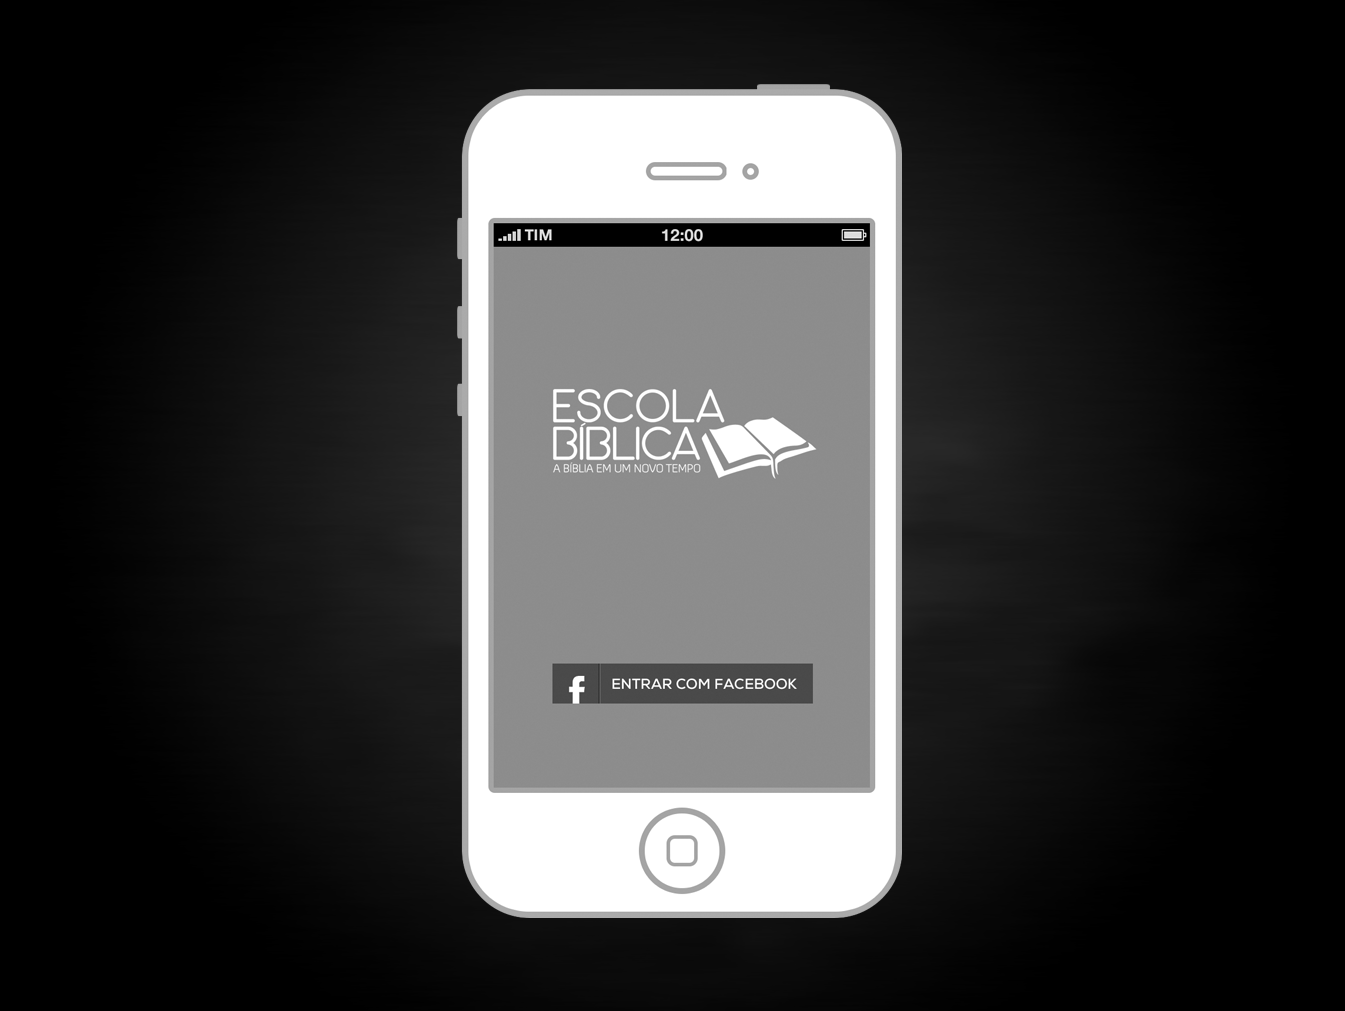 TIM
12:00
ESCOLA
BÍBLICA
A BÍBLIA EM UM NOVO TEMPO
f
ENTRAR COM FACEBOOK